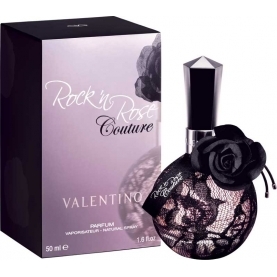 Rock'n Rose
Couture
VALENTINO
PARFUM
VAPORISATEUR - NATURAL SPRAY
50 ml e
1.6 fl.oz.